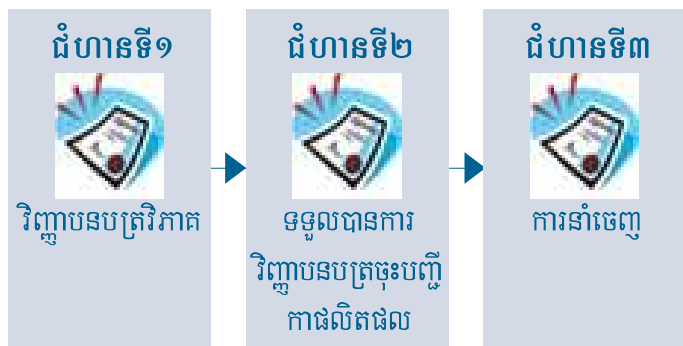 ជំហានទី១
វិញ្ញាបនបត្រវិភាគ
ជំហានទី២
ទទួលបានការ
វិញ្ញាបនបត្រចុះបញ្ជី
កាផលិតផល
ជំហានទី៣
ការនាំចេញ